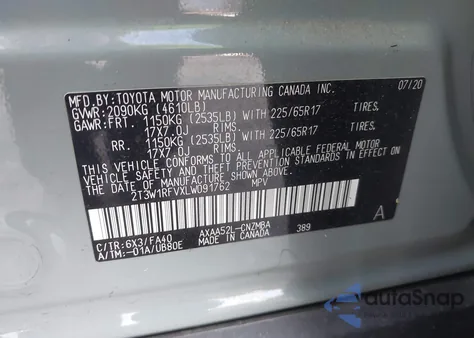 MFD.BY: TOYOTA MOTOR MANUFACTURING CANADA INC. 07/20
GVWR: 2090KG (4610LB)
GAWR: FRT. 1150KG (2535LB) WITH 225/65R17 TIRES.
17X7.0J RIMS.
RR. 1150KG (2535LB) WITH 225/65R17 TIRES.
17X7.0J RIMS.
THIS VEHICLE CONFORMS TO ALL APPLICABLE FEDERAL MOTOR
VEHICLE SAFETY AND THEFT PREVENTION STANDARDS IN EFFECT
ON THE DATE OF MANUFACTURE SHOWN ABOVE.
2T3W1RFVXLW091762 MPV
A
C/TR: 6X3/FA40 AXAA52L-CNZMBA 389
A/TM: -01A/UB80E MADE IN CANADA
autoSnap